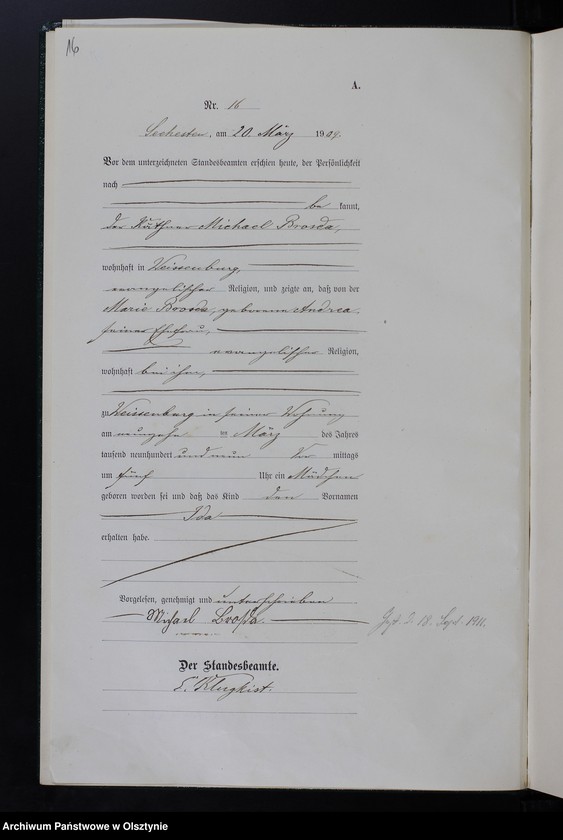 16
A.
Nr. 16
Seehesten, am 20. März 1909.
Vor dem unterzeichneten Standesbeamten erschien heute, der Persönlichkeit
nach
be kannt,
der Käthner Michael Brosda,
wohnhaft in Weissenburg,
evangelischer Religion, und zeigte an, daß von der
Marie Brosda, geborene Andrea
seiner Ehefrau,
evangelischer Religion,
wohnhaft bei ihm,
zu Weissenburg in seiner Wohnung
am neunzehn ten März des Jahres
tausend neunhundert und neun Vor mittags
um fünf Uhr ein Mädchen
geboren worden sei und daß das Kind den Vornamen
Ida
erhalten habe.
Vorgelesen, genehmigt und unterschrieben
Michael Brosda.
Gest. d. 18. Sept. 1911.
Der Standesbeamte.
Klugkist.
Archiwum Państwowe w Olsztynie